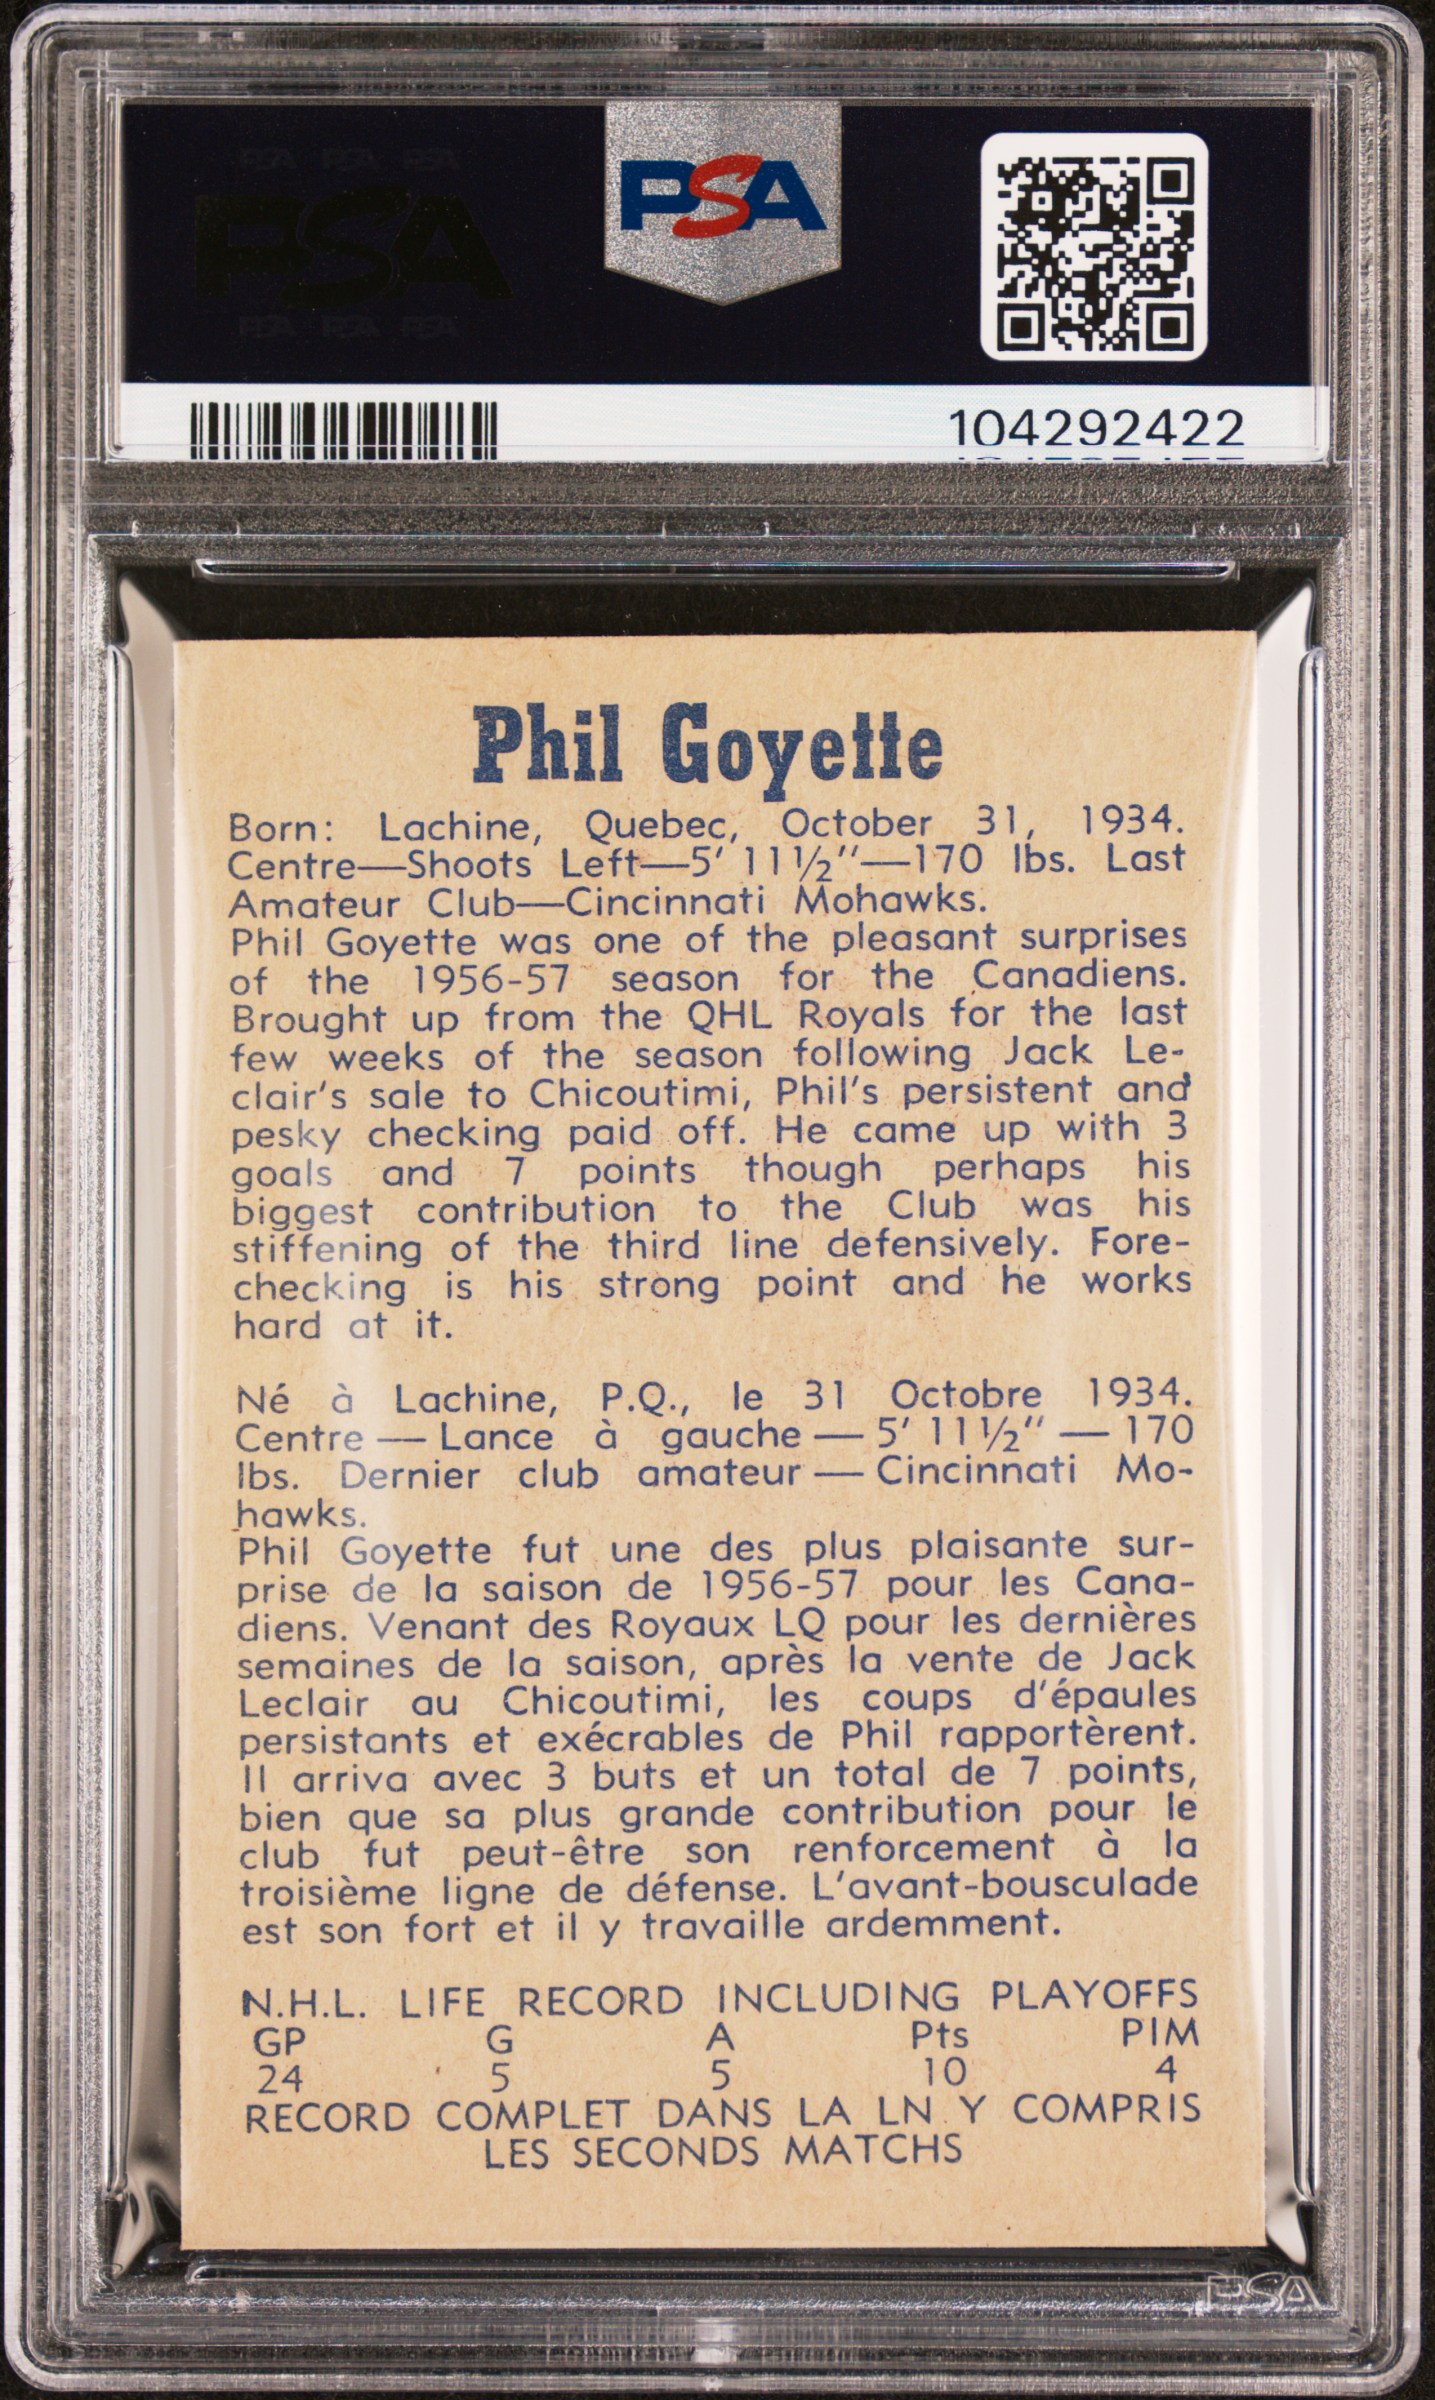 PSA PSA PSA
PSA
PSA PSA PSA
PSA
104292422
Phil Goyette
Born: Lachine, Quebec, October 31, 1934.
Centre—Shoots Left—5' 11½"—170 lbs. Last
Amateur Club—Cincinnati Mohawks.
Phil Goyette was one of the pleasant surprises
of the 1956-57 season for the Canadiens.
Brought up from the QHL Royals for the last
few weeks of the season following Jack Le-
clair's sale to Chicoutimi, Phil's persistent and
pesky checking paid off. He came up with 3
goals and 7 points though perhaps his
biggest contribution to the Club was his
stiffening of the third line defensively. Fore-
checking is his strong point and he works
hard at it.
Né à Lachine, P.Q., le 31 Octobre 1934.
Centre — Lance à gauche — 5' 11½" — 170
lbs. Dernier club amateur — Cincinnati Mo-
hawks.
Phil Goyette fut une des plus plaisante sur-
prise de la saison de 1956-57 pour les Cana-
diens. Venant des Royaux LQ pour les dernières
semaines de la saison, après la vente de Jack
Leclair au Chicoutimi, les coups d'épaules
persistants et exécrables de Phil rapportèrent.
Il arriva avec 3 buts et un total de 7 points,
bien que sa plus grande contribution pour le
club fut peut-être son renforcement à la
troisième ligne de défense. L'avant-bousculade
est son fort et il y travaille ardemment.
N.H.L. LIFE RECORD INCLUDING PLAYOFFS
GP G A Pts PIM
24 5 5 10 4
RECORD COMPLET DANS LA LN Y COMPRIS
LES SECONDS MATCHS
PSA